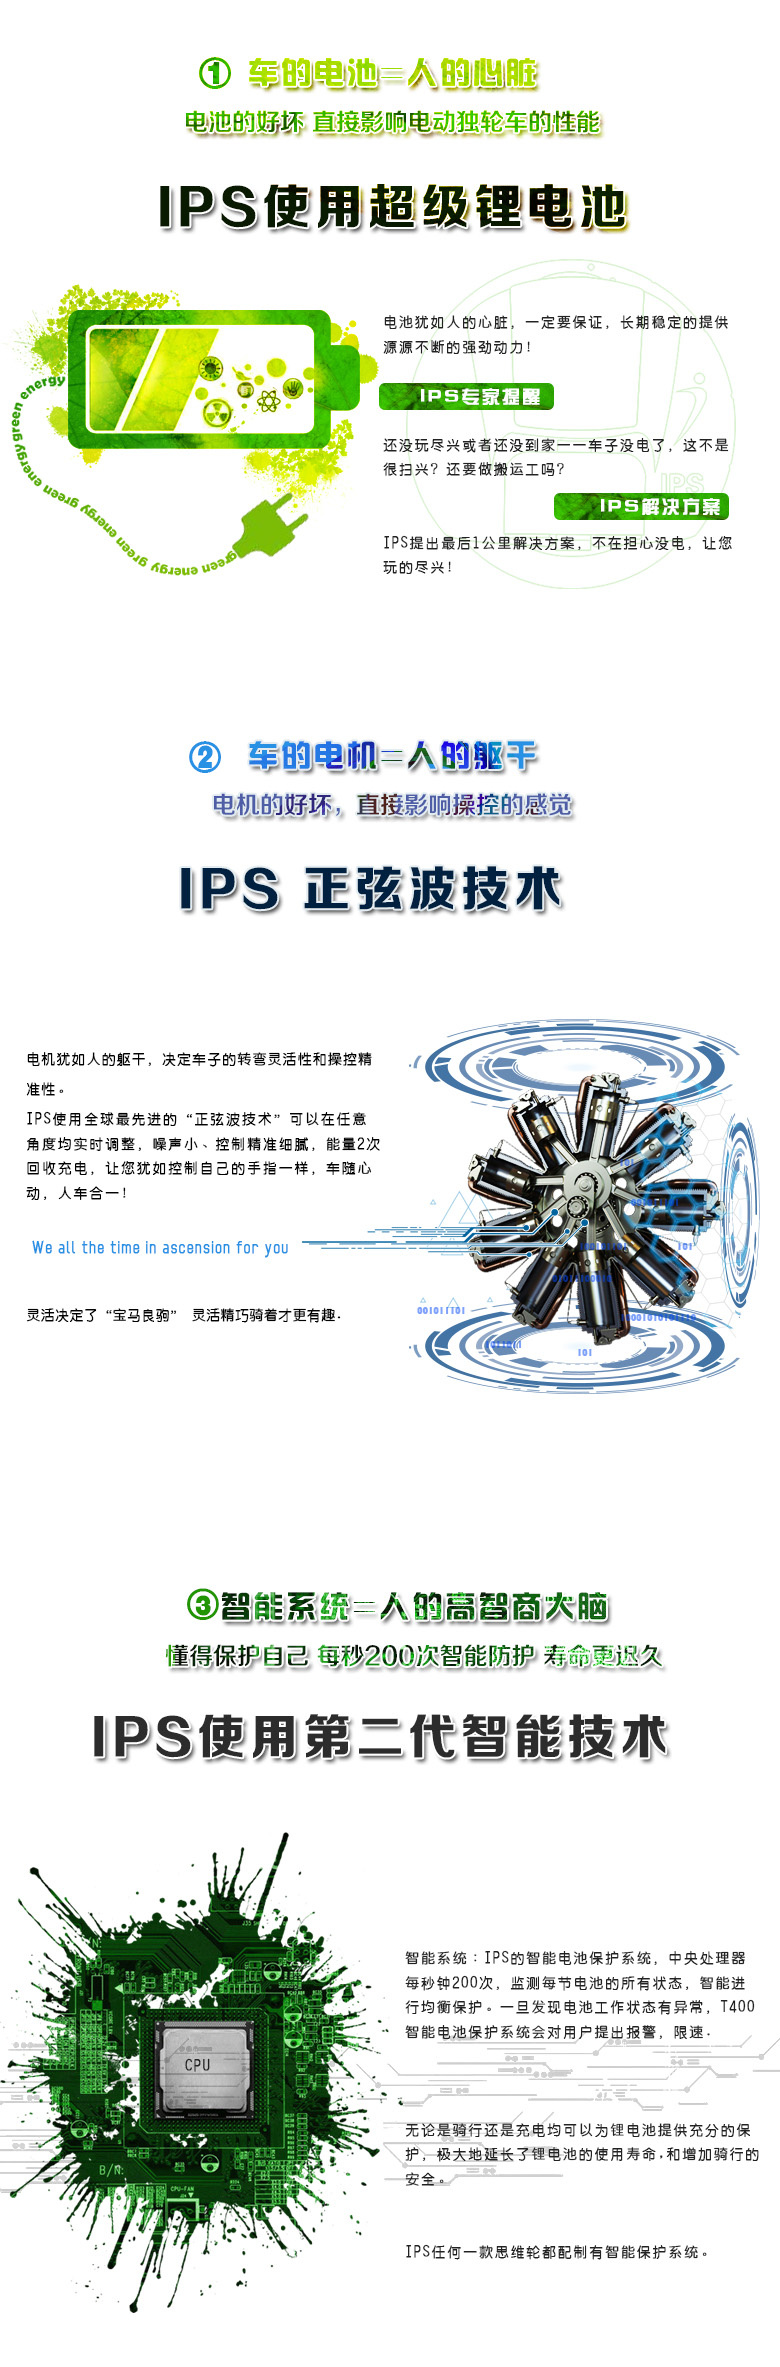 ① 车的电池=人的心脏
电池的好坏 直接影响电动独轮车的性能
IPS使用超级锂电池
电池犹如人的心脏，一定要保证，长期稳定的提供
源源不断的强劲动力！
IPS专家提醒
还没玩尽兴或者还没到家一一车子没电了，这不是
很扫兴？还要做搬运工吗？
IPS
IPS解决方案
IPS提出最后1公里解决方案，不在担心没电，让您
玩的尽兴！
green energy green energy green energy green energy
② 车的电机=人的躯干
电机的好坏，直接影响操控的感觉
IPS 正弦波技术
电机犹如人的躯干，决定车子的转弯灵活性和操控精
准性。
IPS使用全球最先进的“正弦波技术”可以在任意
角度均实时调整，噪声小、控制精准细腻，能量2次
回收充电，让您犹如控制自己的手指一样，车随心
动，人车合一！
We all the time in ascension for you
灵活决定了“宝马良驹” 灵活精巧骑着才更有趣.
101
001011101
101
③智能系统=人的高智商大脑
懂得保护自己 每秒200次智能防护 寿命更迅久
IPS使用第二代智能技术
智能系统：IPS的智能电池保护系统，中央处理器
每秒钟200次，监测每节电池的所有状态，智能进
行均衡保护。一旦发现电池工作状态有异常，T400
智能电池保护系统会对用户提出报警，限速.
CPU
无论是骑行还是充电均可以为锂电池提供充分的保
护，极大地延长了锂电池的使用寿命.和增加骑行的
安全。
B/N:
CPU-FAN
IPS任何一款思维轮都配制有智能保护系统。